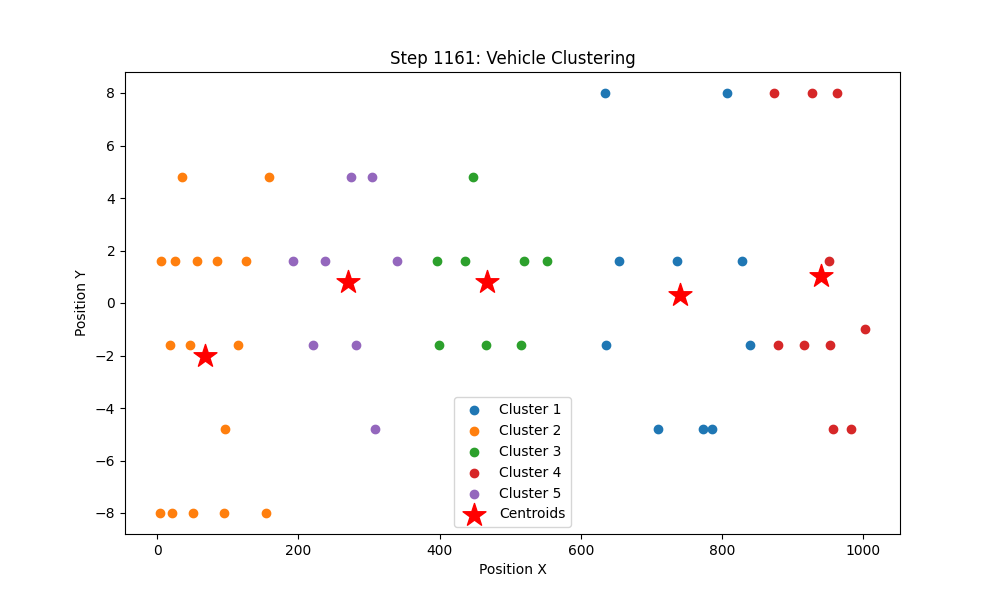 Step 1161: Vehicle Clustering
8
6
4
2
0
−2
−4
−6
−8
Position Y
Cluster 1
Cluster 2
Cluster 3
Cluster 4
Cluster 5
Centroids
0 200 400 600 800 1000
Position X